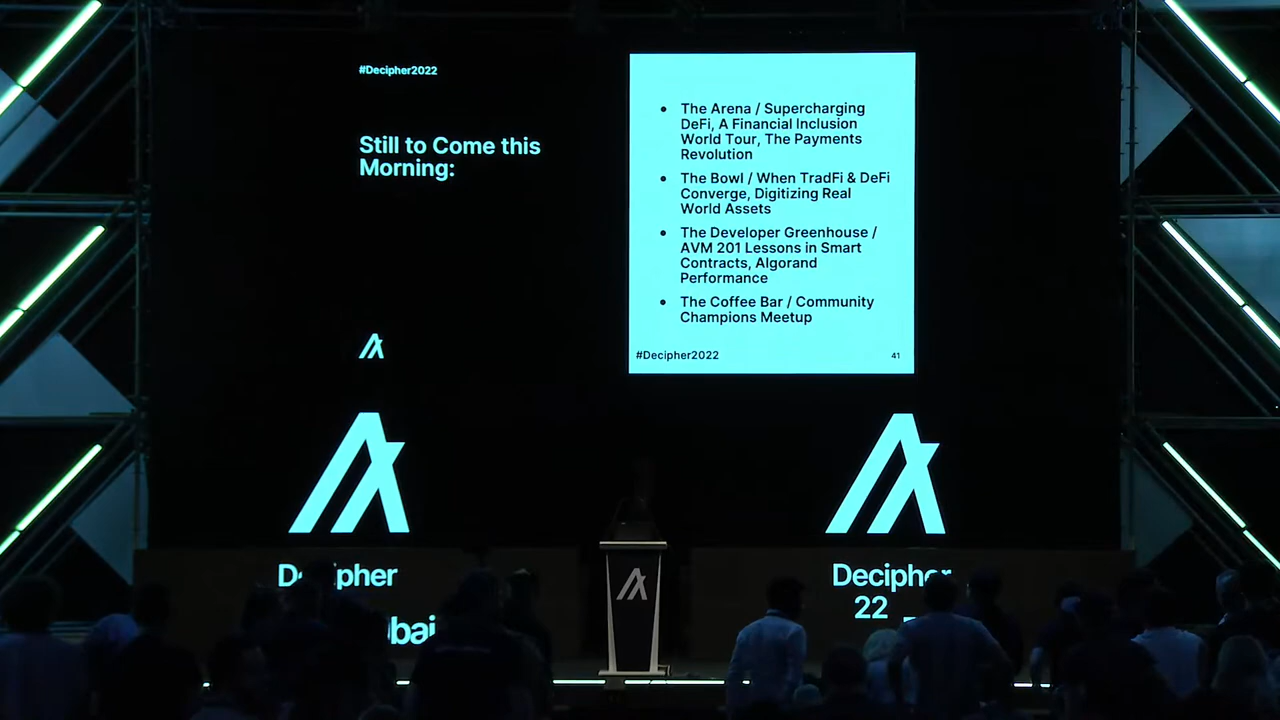 #Decipher2022
Still to Come this
Morning:
• The Arena / Supercharging
DeFi, A Financial Inclusion
World Tour, The Payments
Revolution
• The Bowl / When TradFi & DeFi
Converge, Digitizing Real
World Assets
• The Developer Greenhouse /
AVM 201 Lessons in Smart
Contracts, Algorand
Performance
• The Coffee Bar / Community
Champions Meetup
#Decipher2022
41
Decipher
22